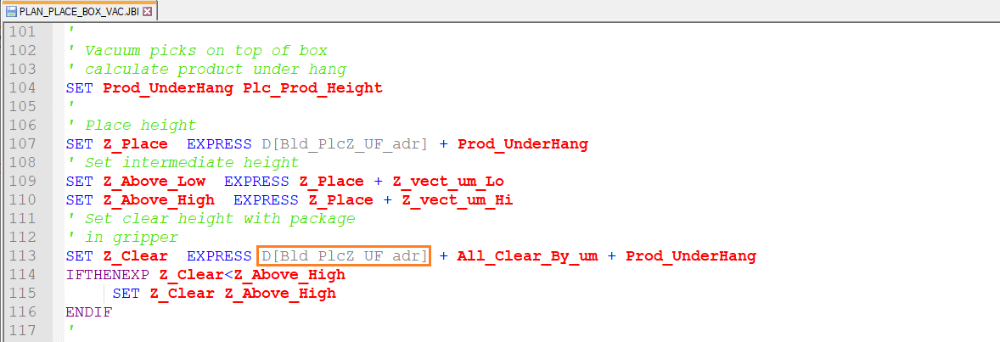 PLAN_PLACE_BOX_VAC.JBI
101 '
102 ' Vacuum picks on top of box
103 ' calculate product under hang
104 SET Prod_UnderHang Plc_Prod_Height
105 '
106 ' Place height
107 SET Z_Place  EXPRESS D[Bld_PlcZ_UF_adr] + Prod_UnderHang
108 ' Set intermediate height
109 SET Z_Above_Low  EXPRESS Z_Place + Z_vect_um_Lo
110 SET Z_Above_High  EXPRESS Z_Place + Z_vect_um_Hi
111 ' Set clear height with package
112 ' in gripper
113 SET Z_Clear  EXPRESS D[Bld_PlcZ_UF_adr] + All_Clear_By_um + Prod_UnderHang
114 IFTHENEXP Z_Clear<Z_Above_High
115      SET Z_Clear Z_Above_High
116 ENDIF
117 '